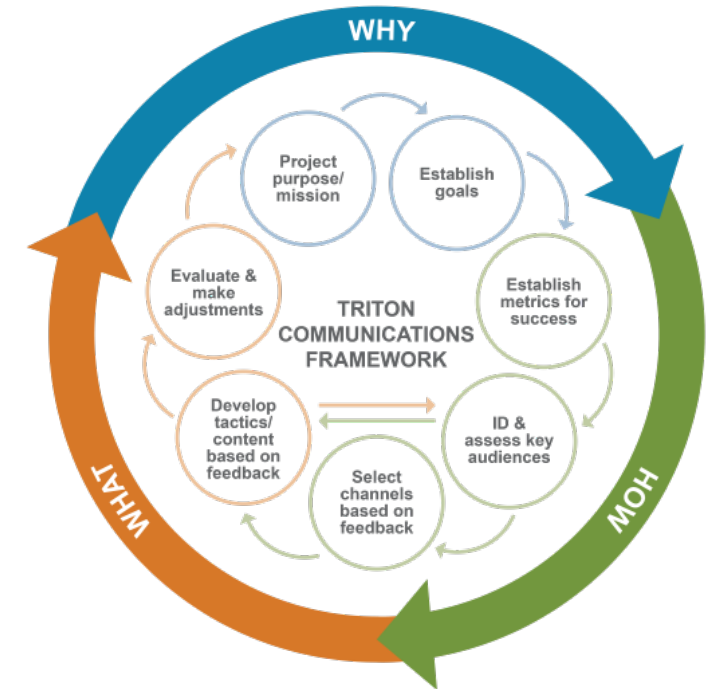 WHY
Project
purpose/
mission
Establish
goals
Establish
metrics for
success
ID &
assess key
audiences
Select
channels
based on
feedback
Develop
tactics/
content
based on
feedback
Evaluate &
make
adjustments
TRITON
COMMUNICATIONS
FRAMEWORK
HOW
WHAT